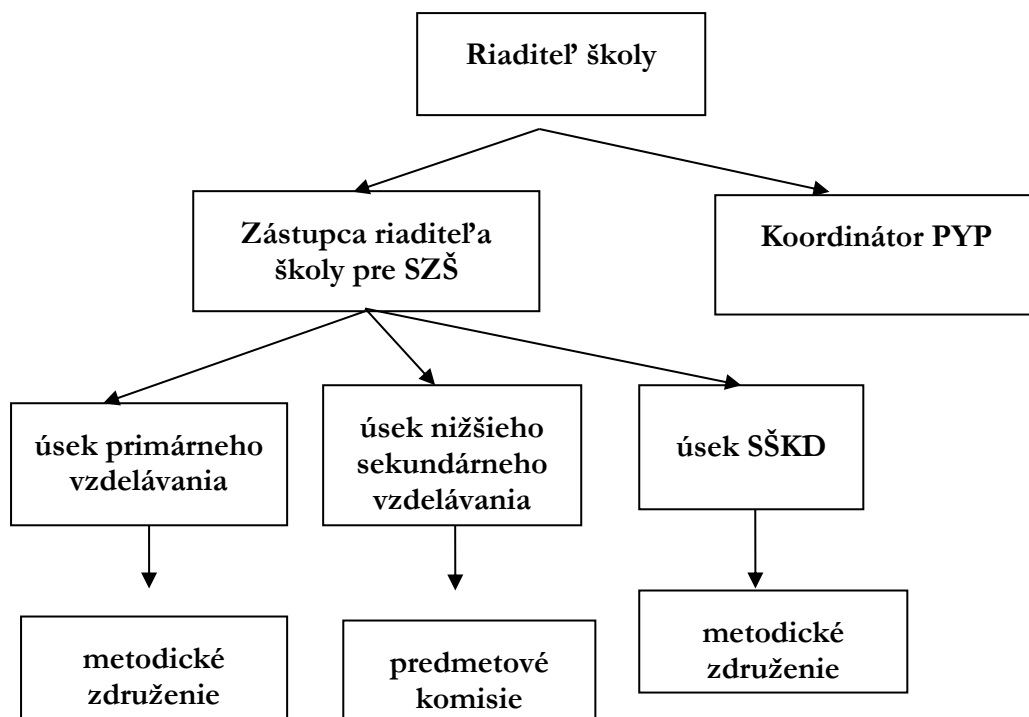 Riaditeľ školy
Zástupca riaditeľa
školy pre SZŠ
Koordinátor PYP
úsek primárneho
vzdelávania
úsek nižšieho
sekundárneho
vzdelávania
úsek SŠKD
metodické
združenie
predmetové
komisie
metodické
združenie